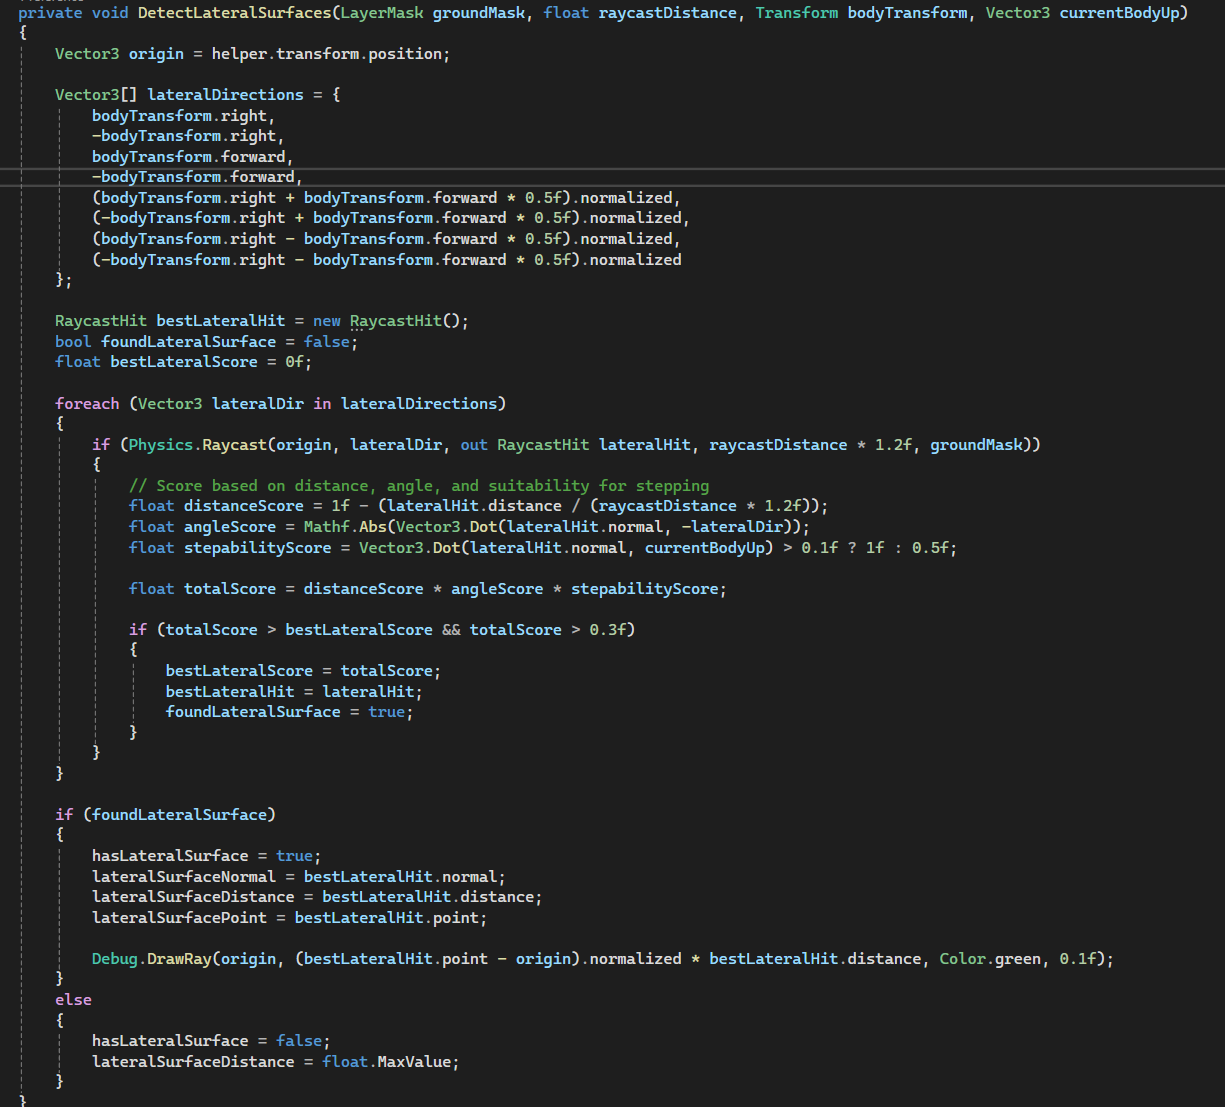 private void DetectLateralSurfaces(LayerMask groundMask, float raycastDistance, Transform bodyTransform, Vector3 currentBodyUp)
{
Vector3 origin = helper.transform.position;
Vector3[] lateralDirections = {
bodyTransform.right,
-bodyTransform.right,
bodyTransform.forward,
-bodyTransform.forward,
(bodyTransform.right + bodyTransform.forward * 0.5f).normalized,
(-bodyTransform.right + bodyTransform.forward * 0.5f).normalized,
(bodyTransform.right - bodyTransform.forward * 0.5f).normalized,
(-bodyTransform.right - bodyTransform.forward * 0.5f).normalized
};
RaycastHit bestLateralHit = new RaycastHit();
bool foundLateralSurface = false;
float bestLateralScore = 0f;
foreach (Vector3 lateralDir in lateralDirections)
{
if (Physics.Raycast(origin, lateralDir, out RaycastHit lateralHit, raycastDistance * 1.2f, groundMask))
{
// Score based on distance, angle, and suitability for stepping
float distanceScore = 1f - (lateralHit.distance / (raycastDistance * 1.2f));
float angleScore = Mathf.Abs(Vector3.Dot(lateralHit.normal, -lateralDir));
float stepabilityScore = Vector3.Dot(lateralHit.normal, currentBodyUp) > 0.1f ? 1f : 0.5f;
float totalScore = distanceScore * angleScore * stepabilityScore;
if (totalScore > bestLateralScore && totalScore > 0.3f)
{
bestLateralScore = totalScore;
bestLateralHit = lateralHit;
foundLateralSurface = true;
}
}
}
if (foundLateralSurface)
{
hasLateralSurface = true;
lateralSurfaceNormal = bestLateralHit.normal;
lateralSurfaceDistance = bestLateralHit.distance;
lateralSurfacePoint = bestLateralHit.point;
Debug.DrawRay(origin, (bestLateralHit.point - origin).normalized * bestLateralHit.distance, Color.green, 0.1f);
}
else
{
hasLateralSurface = false;
lateralSurfaceDistance = float.MaxValue;
}
}